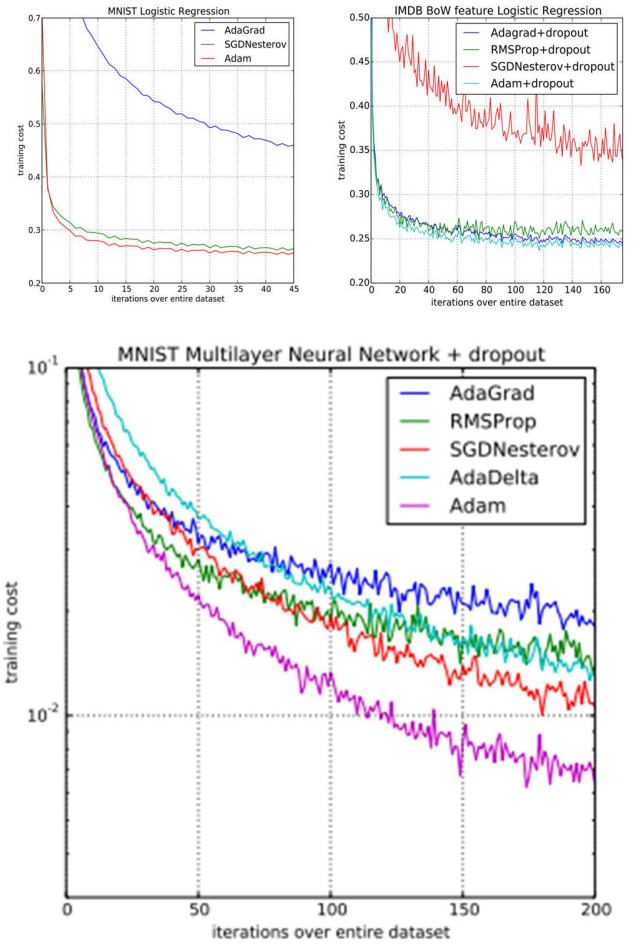 MNIST Logistic Regression
0.7
0.6
0.5
0.4
0.3
0.2
training cost
AdaGrad
SGDNesterov
Adam
0
5
10
15
20
25
30
35
40
45
iterations over entire dataset
IMDB BoW feature Logistic Regression
0.50
0.45
0.40
0.35
0.30
0.25
0.20
training cost
Adagrad+dropout
RMSProp+dropout
SGDNesterov+dropout
Adam+dropout
0
20
40
60
80
100
120
140
160
iterations over entire dataset
MNIST Multilayer Neural Network + dropout
10-1
10-2
training cost
AdaGrad
RMSProp
SGDNesterov
AdaDelta
Adam
0
50
100
150
200
iterations over entire dataset